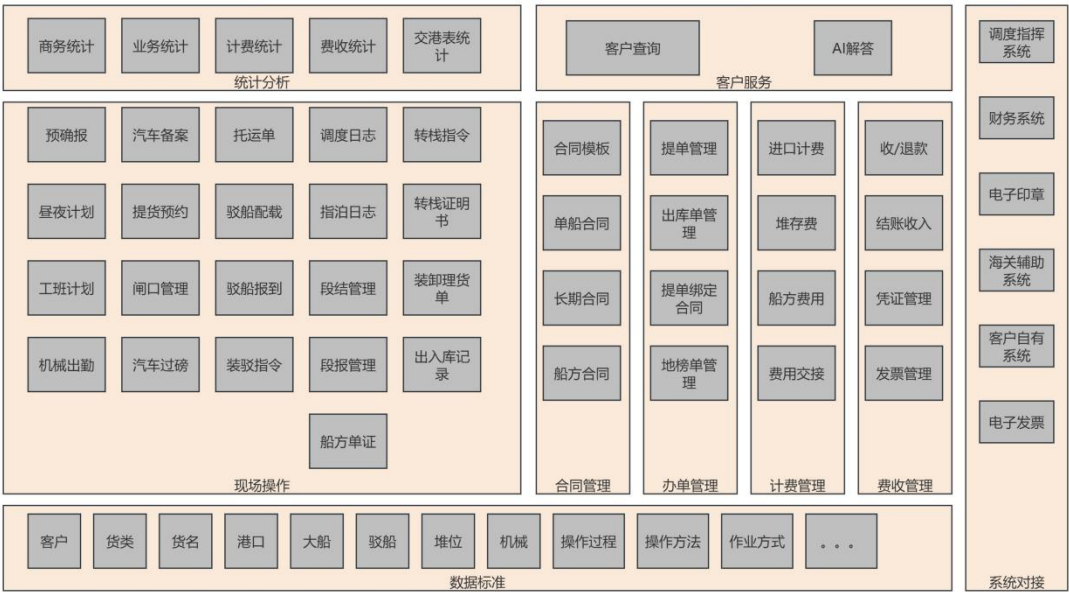 商务统计
业务统计
计费统计
费收统计
交港表统
计
统计分析
客户查询
AI解答
客户服务
预确报
汽车备案
托运单
调度日志
转栈指令
昼夜计划
提货预约
驳船配载
指泊日志
转栈证明
书
工班计划
闸口管理
驳船报到
段结管理
装卸理货
单
机械出勤
汽车过磅
装驳指令
段报管理
出入库记
录
船方单证
现场操作
合同模板
单船合同
长期合同
船方合同
合同管理
提单管理
出库单管
理
提单绑定
合同
地榜单管
理
办单管理
进口计费
堆存费
船方费用
费用交接
计费管理
收/退款
结账收入
凭证管理
发票管理
费收管理
客户
货类
货名
港口
大船
驳船
堆位
机械
操作过程
操作方法
作业方式
。。。
数据标准
调度指挥
系统
财务系统
电子印章
海关辅助
系统
客户自有
系统
电子发票
系统对接